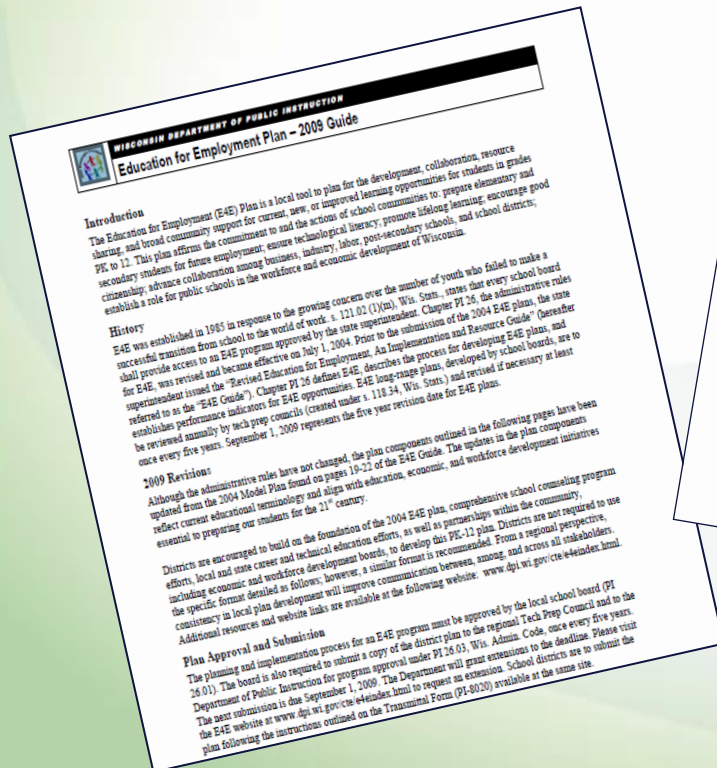 WISCONSIN DEPARTMENT OF PUBLIC INSTRUCTION
Education for Employment Plan – 2009 Guide
Introduction
The Education for Employment (E4E) Plan is a local tool to plan for the development, collaboration, resource
sharing, and broad community support for current, new, or improved learning opportunities for students in grades
PK to 12. This plan affirms the commitment to and the actions of school communities to: prepare elementary and
secondary students for future employment; ensure technological literacy; promote lifelong learning; encourage good
citizenship; advance collaboration among business, industry, labor, post-secondary schools, and school districts;
establish a role for public schools in the workforce and economic development of Wisconsin.
History
E4E was established in 1985 in response to the growing concern over the number of youth who failed to make a
successful transition from school to the world of work. s. 121.02 (1)(m), Wis. Stats., states that every school board
shall provide access to an E4E program approved by the state superintendent. Chapter PI 26, the administrative rules
for E4E, was revised and became effective on July 1, 2004. Prior to the submission of the 2004 E4E plans, the state
superintendent issued the “Revised Education for Employment, An Implementation and Resource Guide” (hereafter
referred to as the “E4E Guide”). Chapter PI 26 defines E4E, describes the process for developing E4E plans, and
establishes performance indicators for E4E opportunities. E4E long-range plans, developed by school boards, are to
be reviewed annually by tech prep councils (created under s. 118.34, Wis. Stats.) and revised if necessary at least
once every five years. September 1, 2009 represents the five year revision date for E4E plans.
2009 Revisions
Although the administrative rules have not changed, the plan components outlined in the following pages have been
updated from the 2004 Model Plan found on pages 19-22 of the E4E Guide. The updates in the plan components
reflect current educational terminology and align with education, economic, and workforce development initiatives
essential to preparing our students for the 21st century.
Districts are encouraged to build on the foundation of the 2004 E4E plan, comprehensive school counseling program
efforts, local and state career and technical education efforts, as well as partnerships within the community,
including economic and workforce development boards, to develop this PK-12 plan. Districts are not required to use
the specific format detailed as follows; however, a similar format is recommended. From a regional perspective,
consistency in local plan development will improve communication between, among, and across all stakeholders.
Additional resources and website links are available at the following website: www.dpi.wi.gov/cte/e4eindex.html.
Plan Approval and Submission
The planning and implementation process for an E4E program must be approved by the local school board (PI
26.01). The board is also required to submit a copy of the district plan to the regional Tech Prep Council and to the
Department of Public Instruction for program approval under PI 26.03, Wis. Admin. Code, once every five years.
The next submission is due September 1, 2009. The Department will grant extensions to the deadline. Please visit
the E4E website at www.dpi.wi.gov/cte/e4eindex.html to request an extension. School districts are to submit the
plan following the instructions outlined on the Transmittal Form (PI-8020) available at the same site.